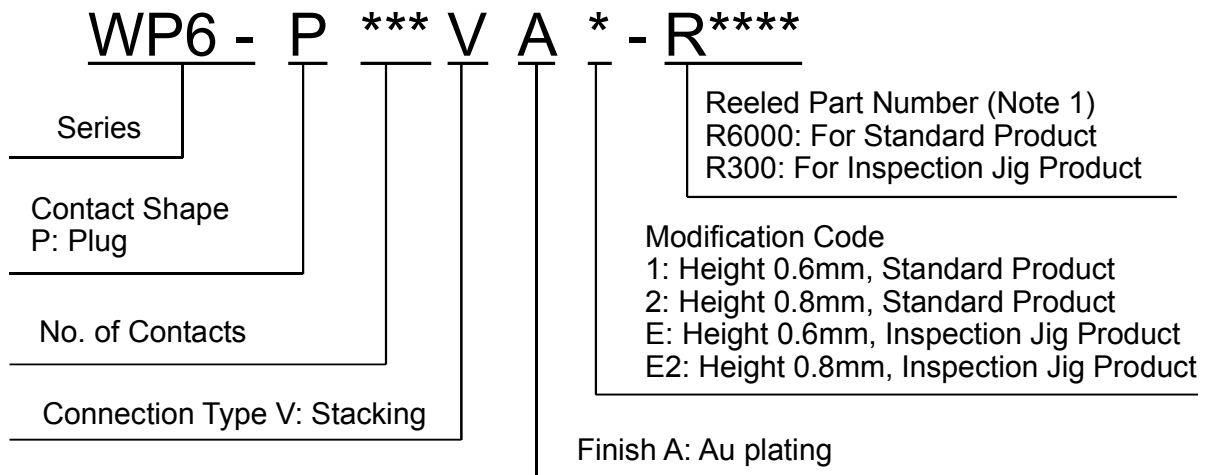 WP6 - P *** V A * - R****
Series
Reeled Part Number (Note 1)
R6000: For Standard Product
R300: For Inspection Jig Product
Contact Shape
P: Plug
Modification Code
1: Height 0.6mm, Standard Product
2: Height 0.8mm, Standard Product
E: Height 0.6mm, Inspection Jig Product
E2: Height 0.8mm, Inspection Jig Product
No. of Contacts
Connection Type V: Stacking
Finish A: Au plating